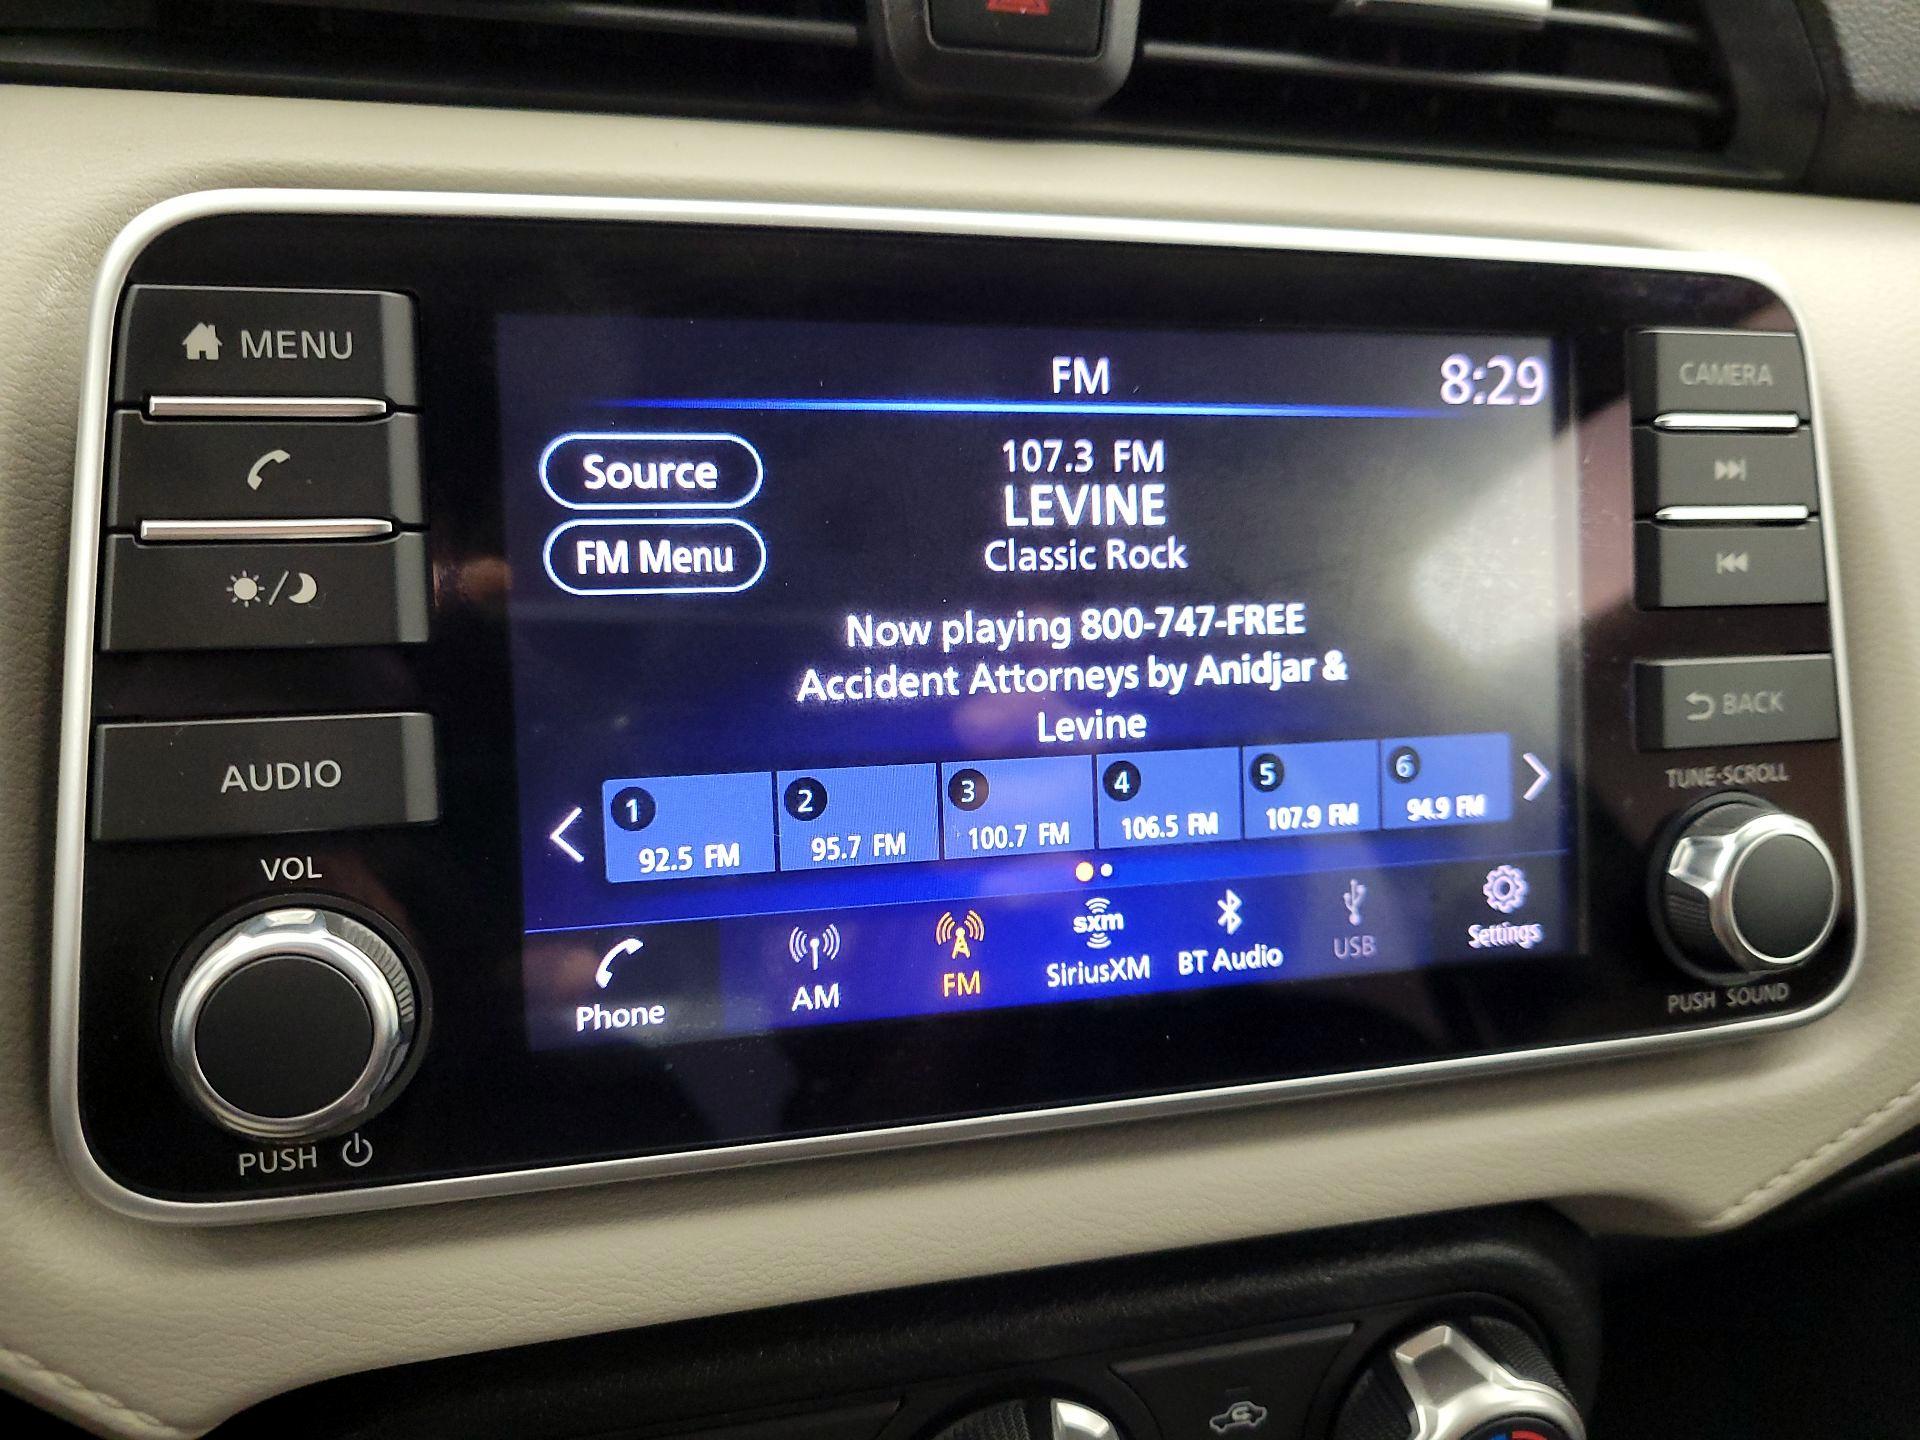 MENU
AUDIO
VOL
PUSH
FM
8:29
Source
FM Menu
107.3 FM
LEVINE
Classic Rock
Now playing 800-747-FREE
Accident Attorneys by Anidjar &
Levine
1
92.5 FM
2
95.7 FM
3
100.7 FM
4
106.5 FM
5
107.9 FM
6
94.9 FM
Phone
AM
FM
sxm
SiriusXM
BT Audio
USB
Settings
CAMERA
BACK
TUNE·SCROLL
PUSH SOUND